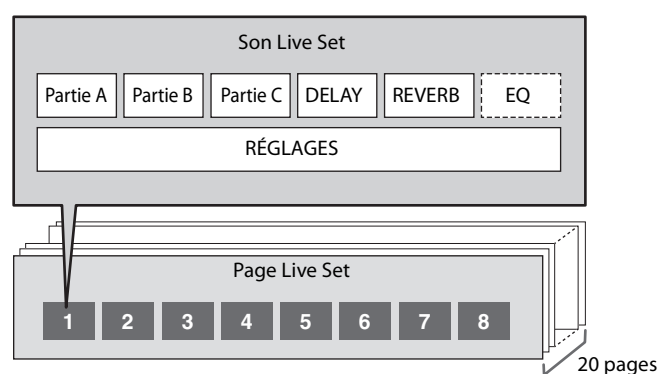 Son Live Set
Partie A Partie B Partie C DELAY REVERB EQ
RÉGLAGES
Page Live Set
1 2 3 4 5 6 7 8
20 pages